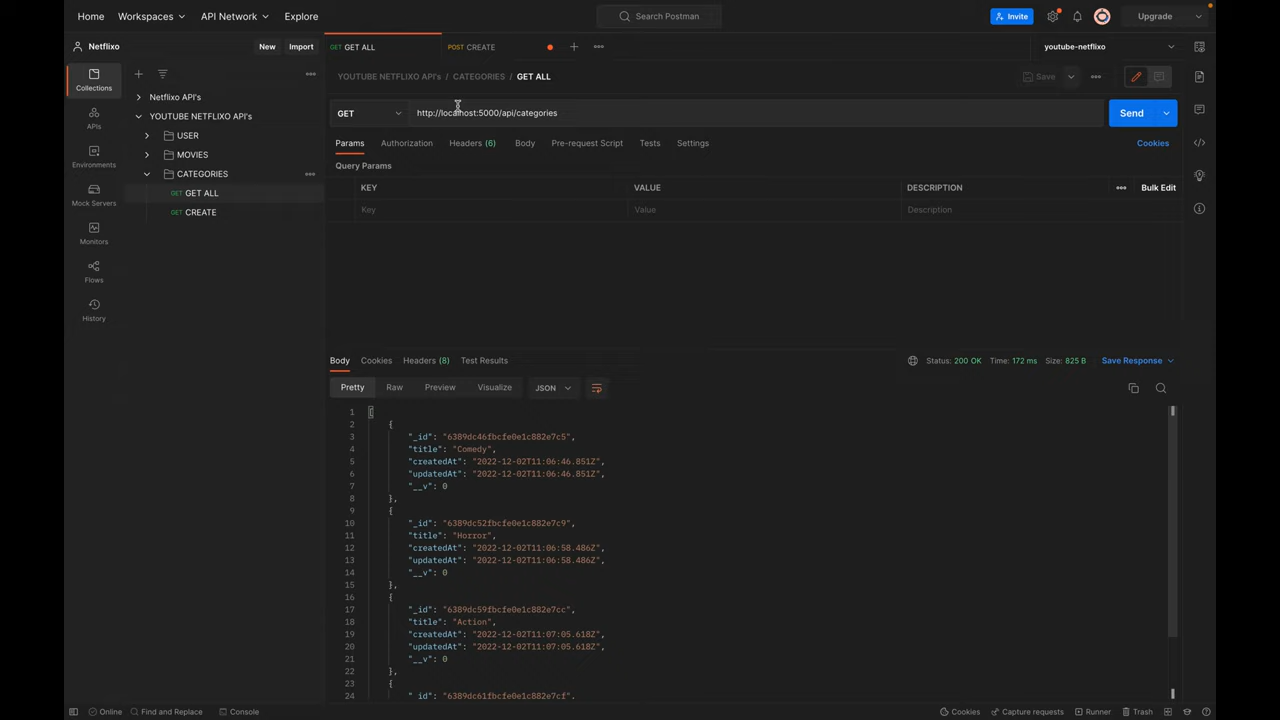 Home Workspaces API Network Explore Search Postman Invite Upgrade
Netflixo New Import GET GET ALL POST CREATE youtube-netflixo
Collections
APIs
Environments
Mock Servers
Monitors
Flows
History
Netflixo API's
YOUTUBE NETFLIXO API's
USER
MOVIES
CATEGORIES
GET GET ALL
GET CREATE
YOUTUBE NETFLIXO API's / CATEGORIES / GET ALL Save
GET http://localhost:5000/api/categories Send
Params Authorization Headers (6) Body Pre-request Script Tests Settings Cookies
Query Params
KEY VALUE DESCRIPTION Bulk Edit
Key Value Description
Body Cookies Headers (8) Test Results Status: 200 OK Time: 172 ms Size: 825 B Save Response
Pretty Raw Preview Visualize JSON
1 [
2 {
3 "_id": "6389dc46fbcfe0e1c882e7c5",
4 "title": "Comedy",
5 "createdAt": "2022-12-02T11:06:46.851Z",
6 "updatedAt": "2022-12-02T11:06:46.851Z",
7 "__v": 0
8 },
9 {
10 "_id": "6389dc52fbcfe0e1c882e7c9",
11 "title": "Horror",
12 "createdAt": "2022-12-02T11:06:58.486Z",
13 "updatedAt": "2022-12-02T11:06:58.486Z",
14 "__v": 0
15 },
16 {
17 "_id": "6389dc59fbcfe0e1c882e7cc",
18 "title": "Action",
19 "createdAt": "2022-12-02T11:07:05.618Z",
20 "updatedAt": "2022-12-02T11:07:05.618Z",
21 "__v": 0
22 },
23 {
24 "_id": "6389dc61fbcfe0e1c882e7cf",
Online Find and Replace Console Cookies Capture requests Runner Trash